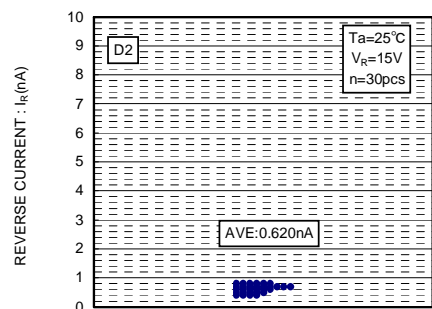 10
9
8
7
6
5
4
3
2
1
0
REVERSE CURRENT : IR(nA)
D2
Ta=25℃
VR=15V
n=30pcs
AVE:0.620nA